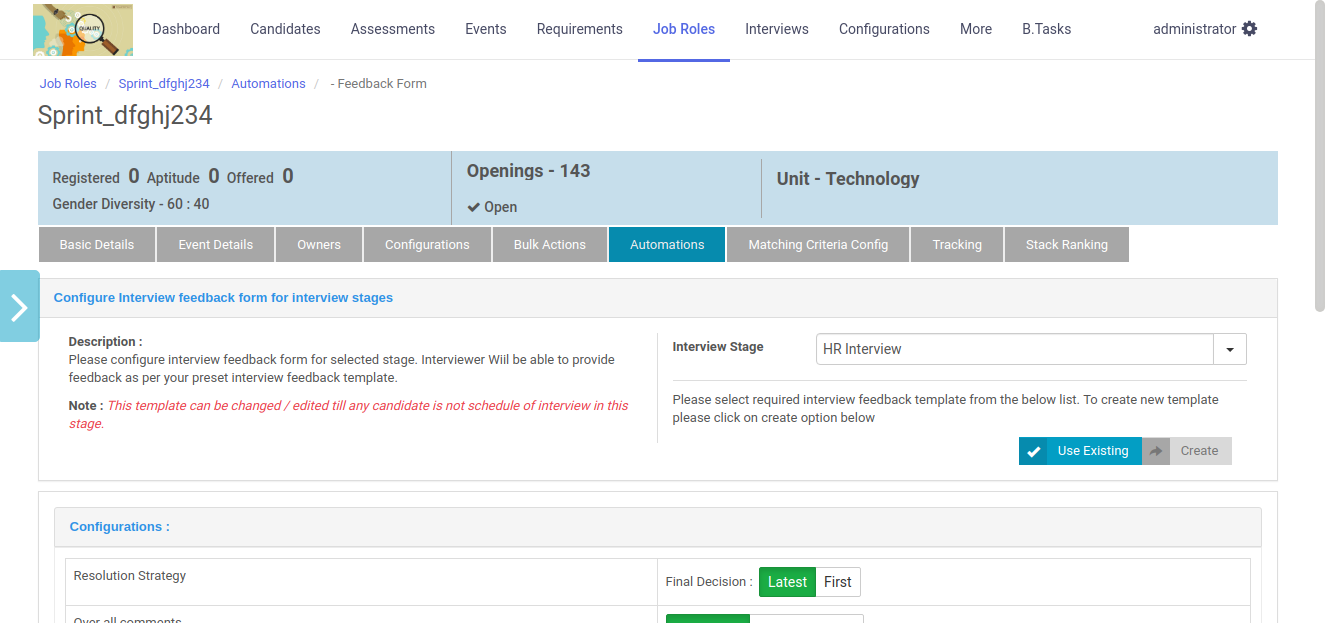 QUALITY
Dashboard Candidates Assessments Events Requirements Job Roles Interviews Configurations More B.Tasks administrator
Job Roles / Sprint_dfghj234 / Automations / - Feedback Form
Sprint_dfghj234
Registered 0 Aptitude 0 Offered 0
Gender Diversity - 60 : 40
Openings - 143
Open
Unit - Technology
Basic Details Event Details Owners Configurations Bulk Actions Automations Matching Criteria Config Tracking Stack Ranking
Configure Interview feedback form for interview stages
Description :
Please configure interview feedback form for selected stage. Interviewer Wiil be able to provide
feedback as per your preset interview feedback template.
Note : This template can be changed / edited till any candidate is not schedule of interview in this
stage.
Interview Stage HR Interview
Please select required interview feedback template from the below list. To create new template
please click on create option below
Use Existing Create
Configurations :
Resolution Strategy Final Decision : Latest First
Over all comments